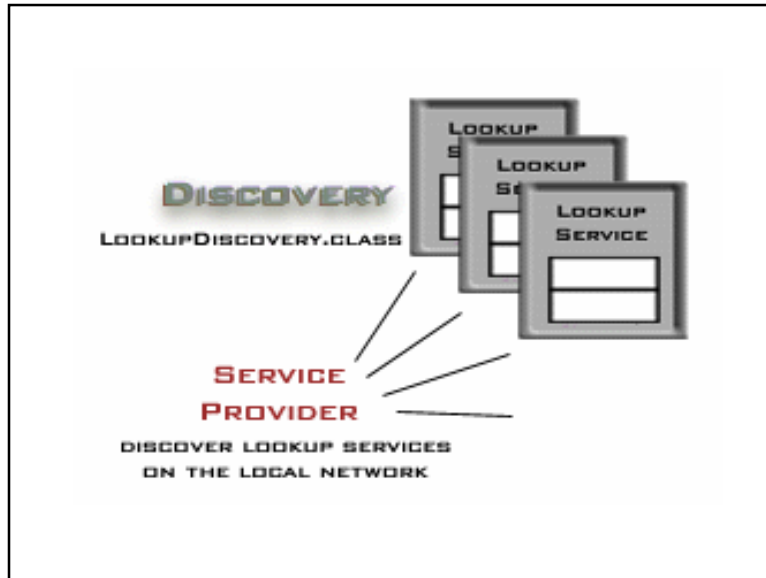 LOOKUP
LOOKUP
LOOKUP
SERVICE
DISCOVERY
LOOKUPDISCOVERY.CLASS
SERVICE
PROVIDER
DISCOVER LOOKUP SERVICES
ON THE LOCAL NETWORK